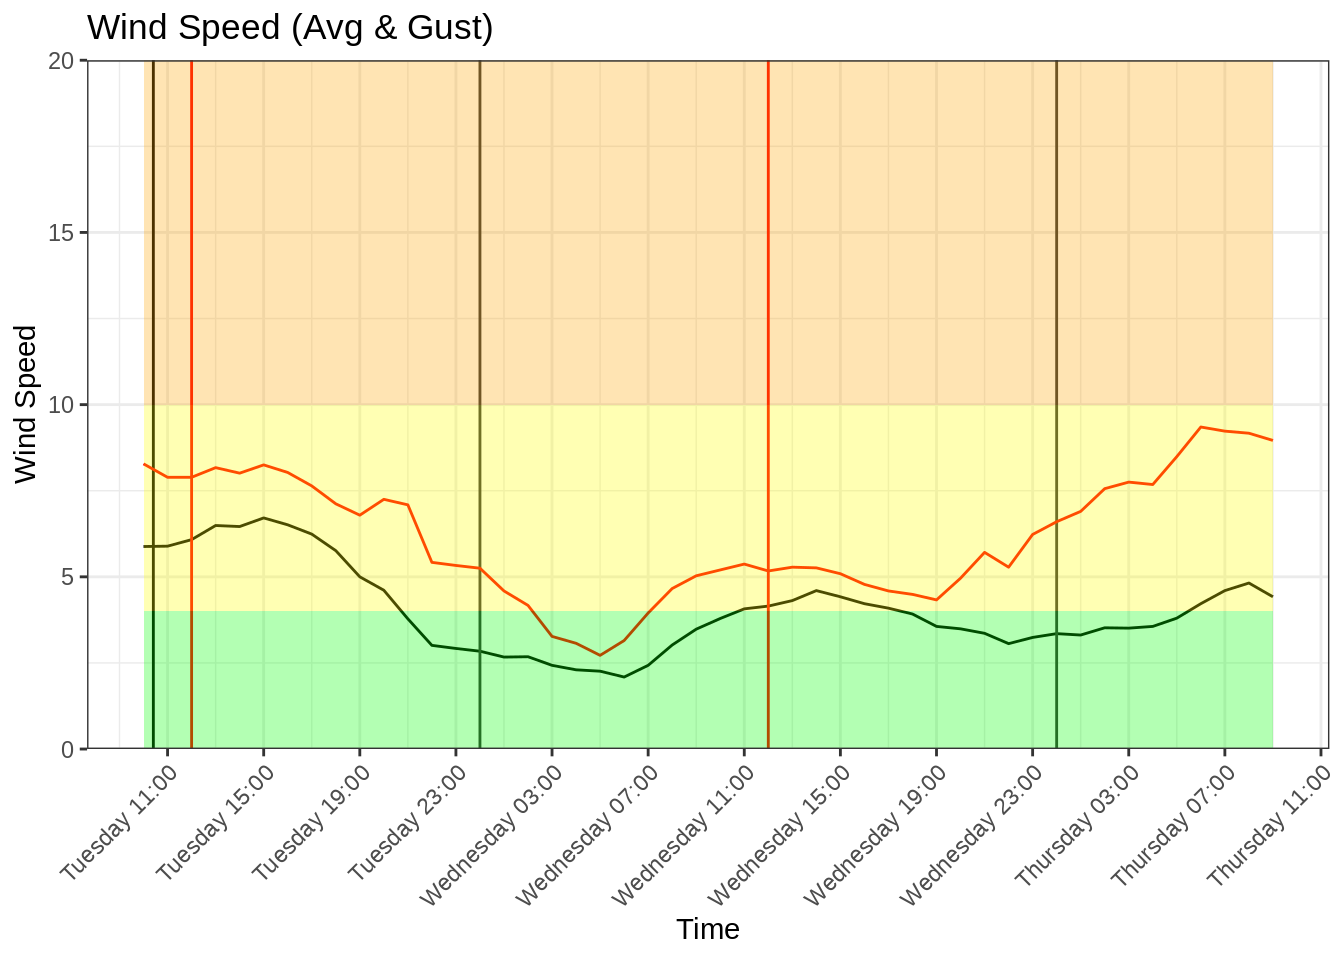 Wind Speed (Avg & Gust)
20
15
10
5
0
Wind Speed
Tuesday 11:00
Tuesday 15:00
Tuesday 19:00
Tuesday 23:00
Wednesday 03:00
Wednesday 07:00
Wednesday 11:00
Wednesday 15:00
Wednesday 19:00
Wednesday 23:00
Thursday 03:00
Thursday 07:00
Thursday 11:00
Time